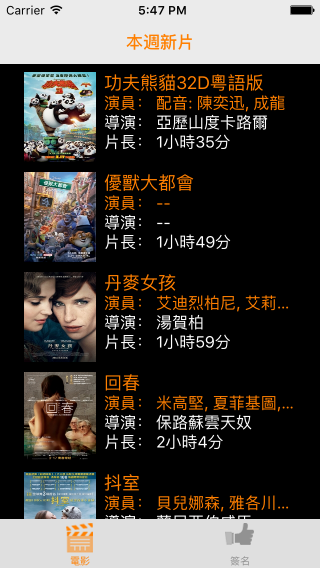 Carrier 5:47 PM
本週新片
功夫熊貓32D粵語版
演員： 配音: 陳奕迅, 成龍
導演： 亞歷山度卡路爾
片長： 1小時35分
優獸大都會
演員： --
導演： --
片長： 1小時49分
丹麥女孩
演員： 艾迪烈柏尼, 艾莉...
導演： 湯賀柏
片長： 1小時59分
回春
演員： 米高堅, 夏菲基圖,...
導演： 保路蘇雲天奴
片長： 2小時4分
抖室
演員： 貝兒娜森, 雅各川...
電影
簽名